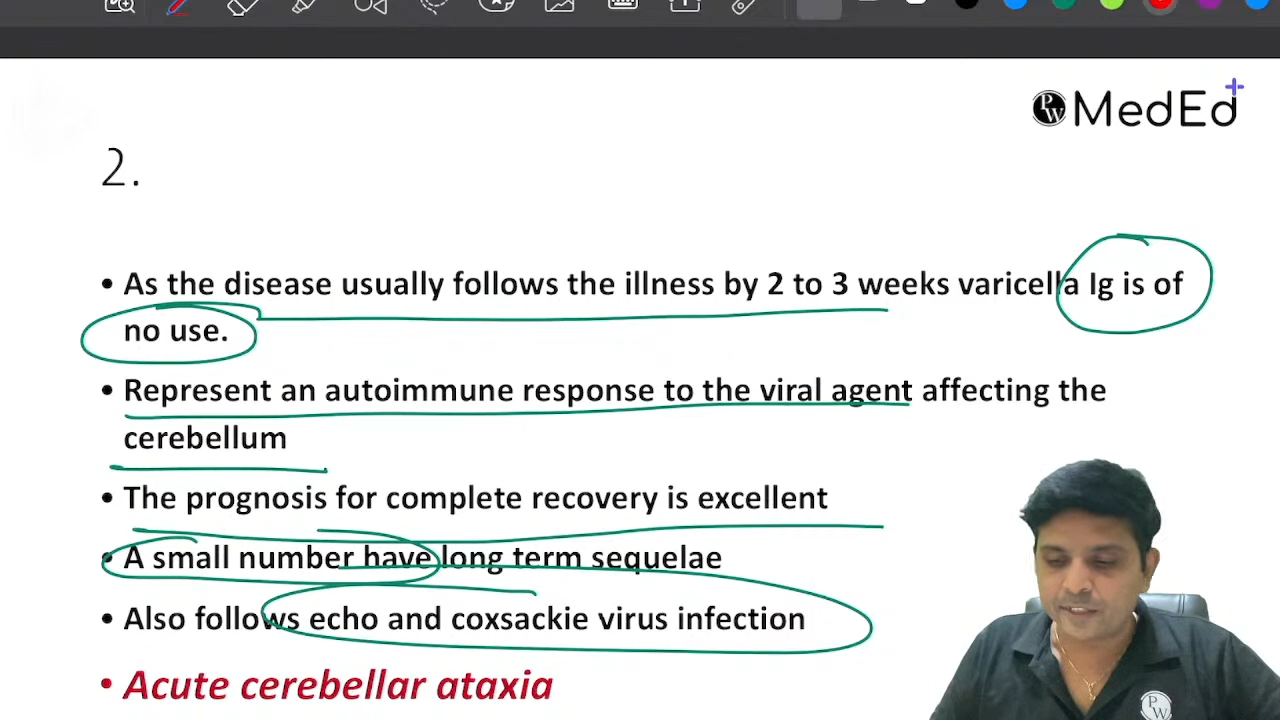 PW MedEd+
2.
• As the disease usually follows the illness by 2 to 3 weeks varicella Ig is of
no use.
• Represent an autoimmune response to the viral agent affecting the
cerebellum
• The prognosis for complete recovery is excellent
• A small number have long term sequelae
• Also follows echo and coxsackie virus infection
• Acute cerebellar ataxia
PW